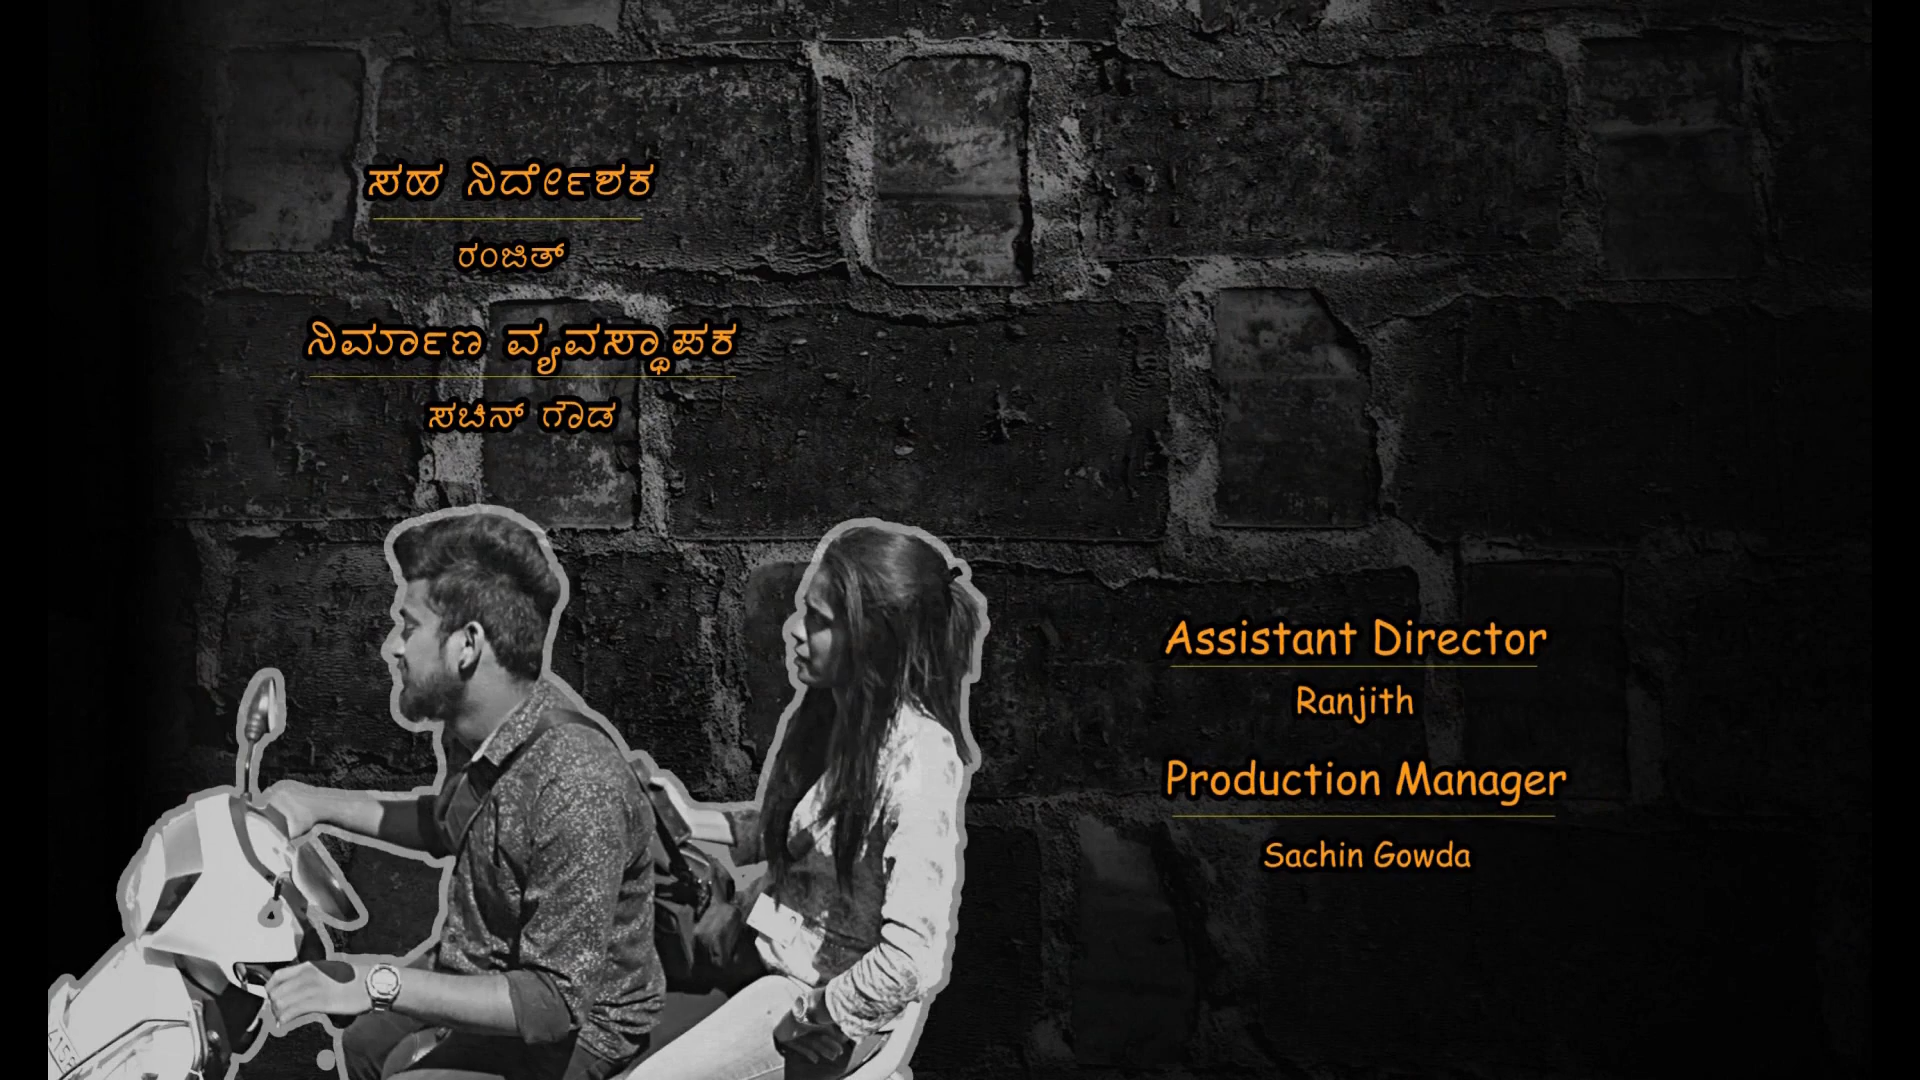 ಸಹ ನಿರ್ದೇಶಕ
ರಂಜಿತ್
ನಿರ್ಮಾಣ ವ್ಯವಸ್ಥಾಪಕ
ಸಚಿನ್ ಗೌಡ
Assistant Director
Ranjith
Production Manager
Sachin Gowda